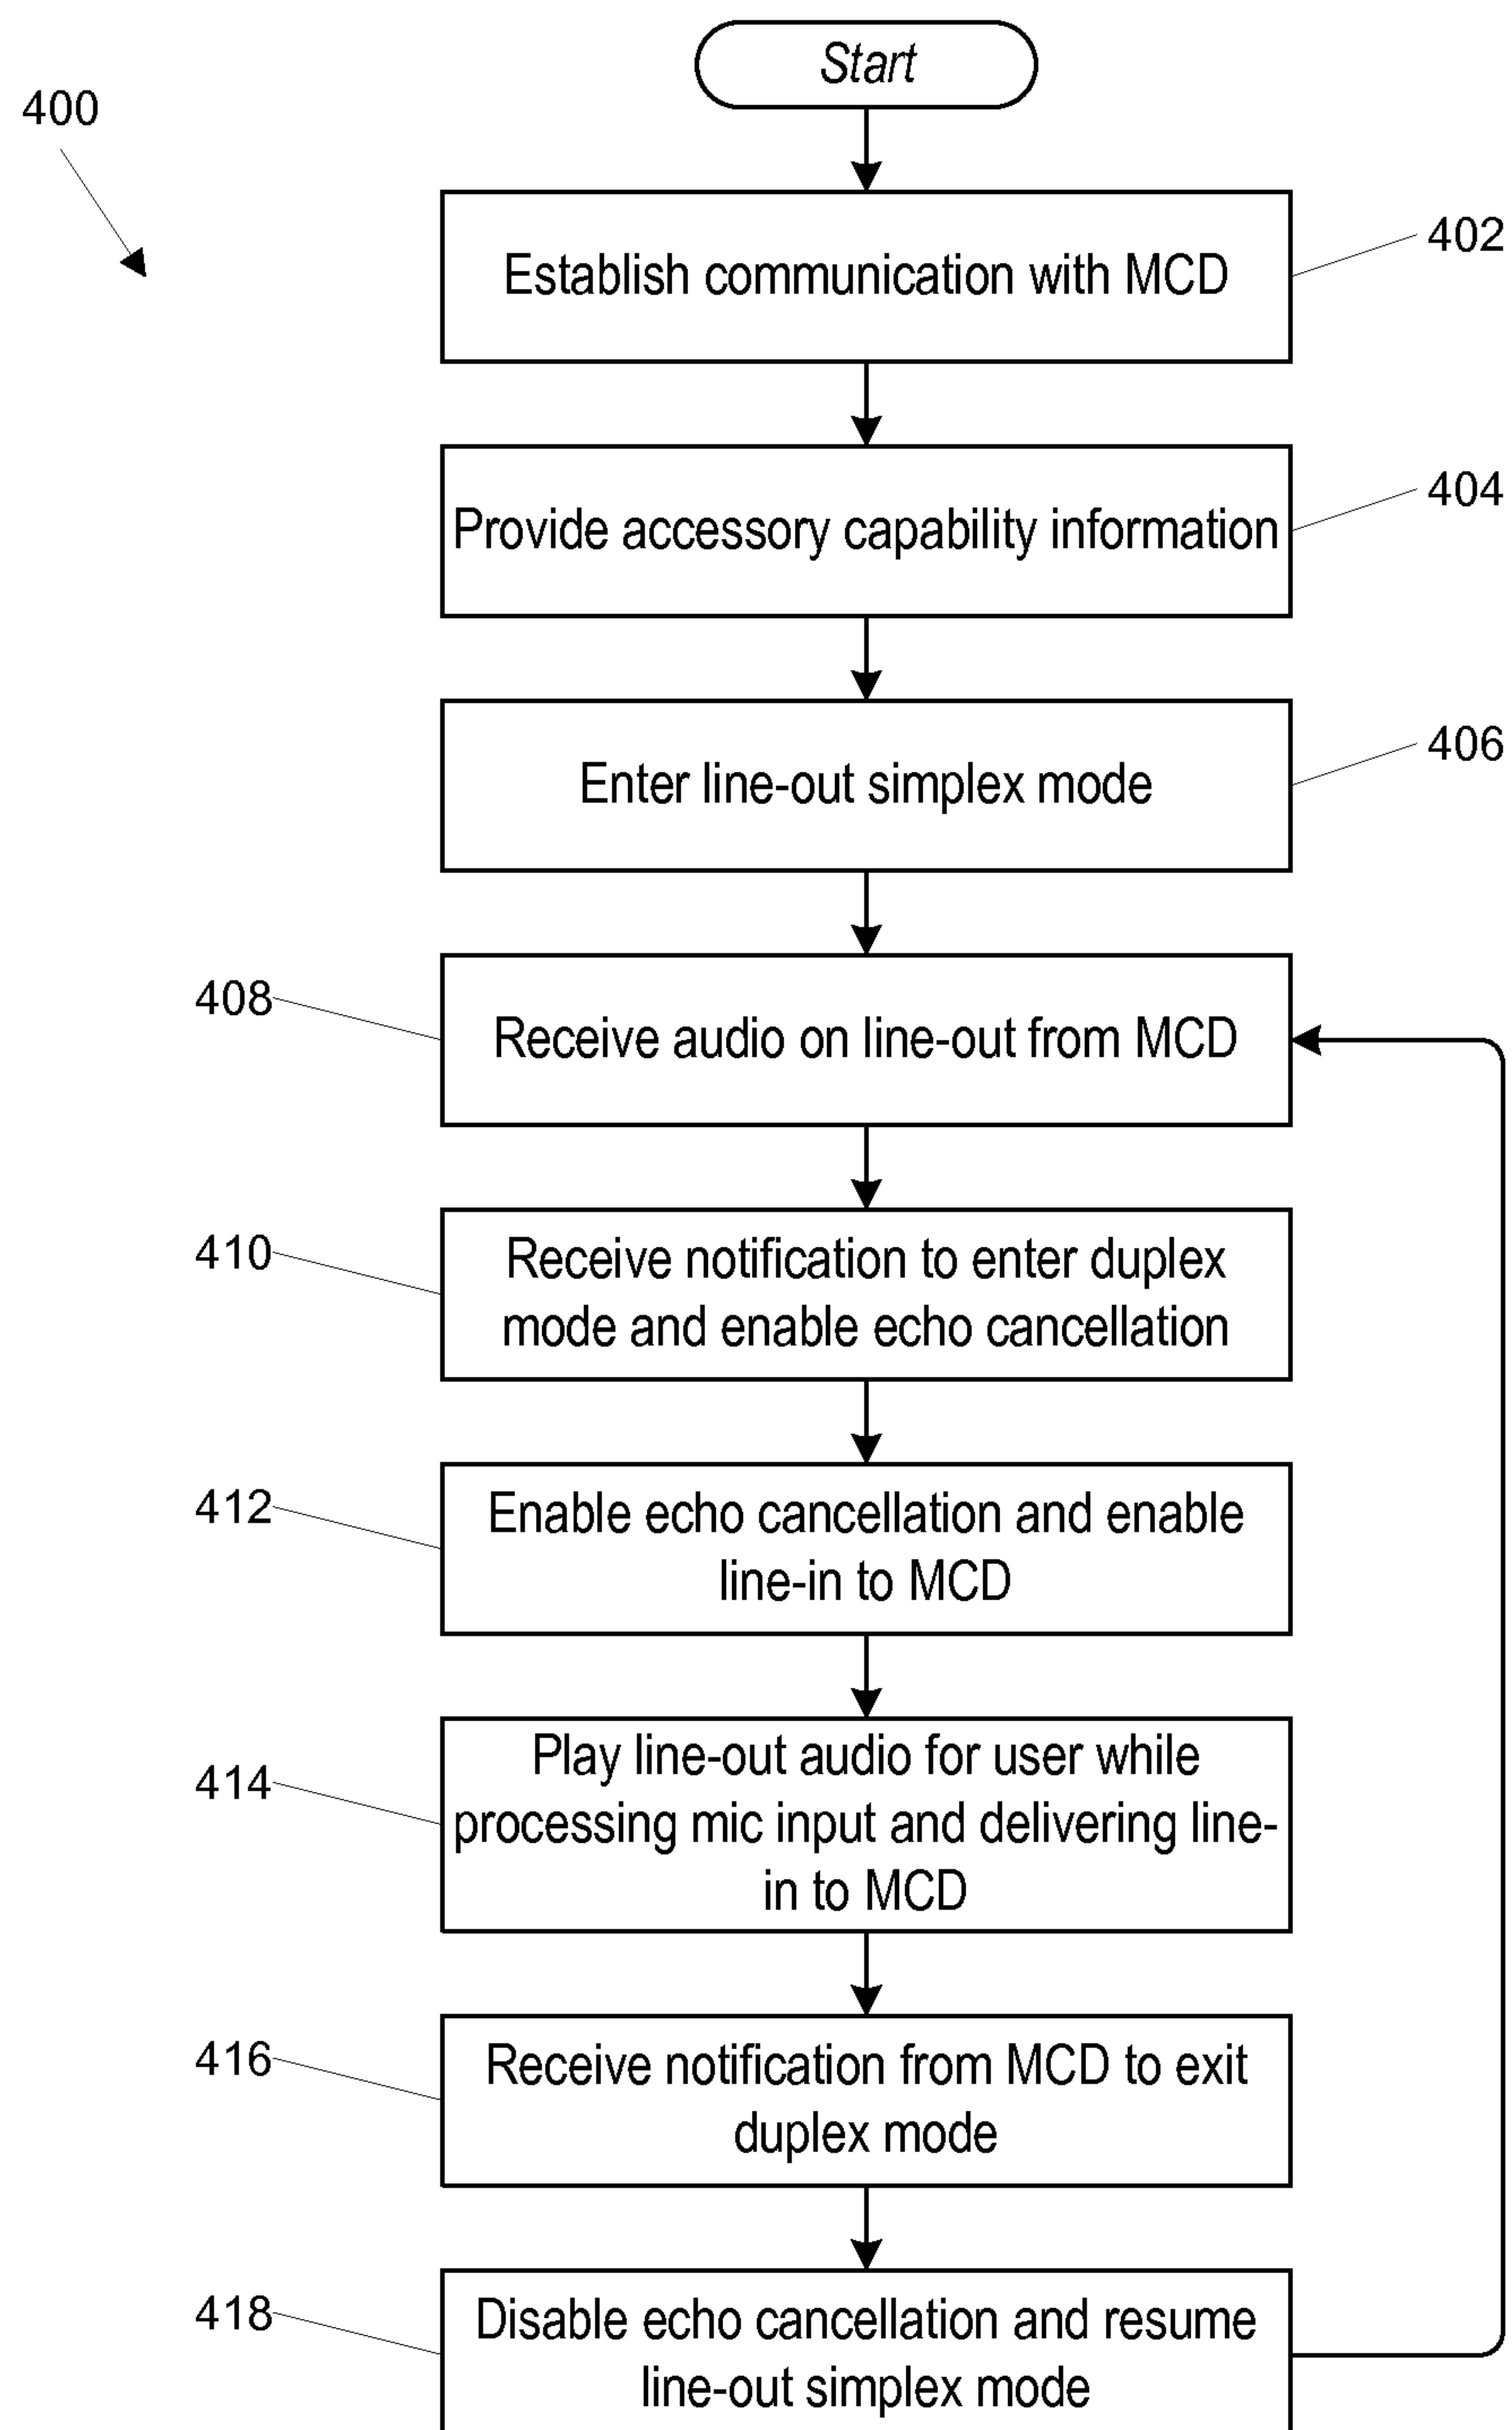 Start
400
Establish communication with MCD
402
Provide accessory capability information
404
Enter line-out simplex mode
406
408
Receive audio on line-out from MCD
410
Receive notification to enter duplex
mode and enable echo cancellation
412
Enable echo cancellation and enable
line-in to MCD
414
Play line-out audio for user while
processing mic input and delivering line-
in to MCD
416
Receive notification from MCD to exit
duplex mode
418
Disable echo cancellation and resume
line-out simplex mode